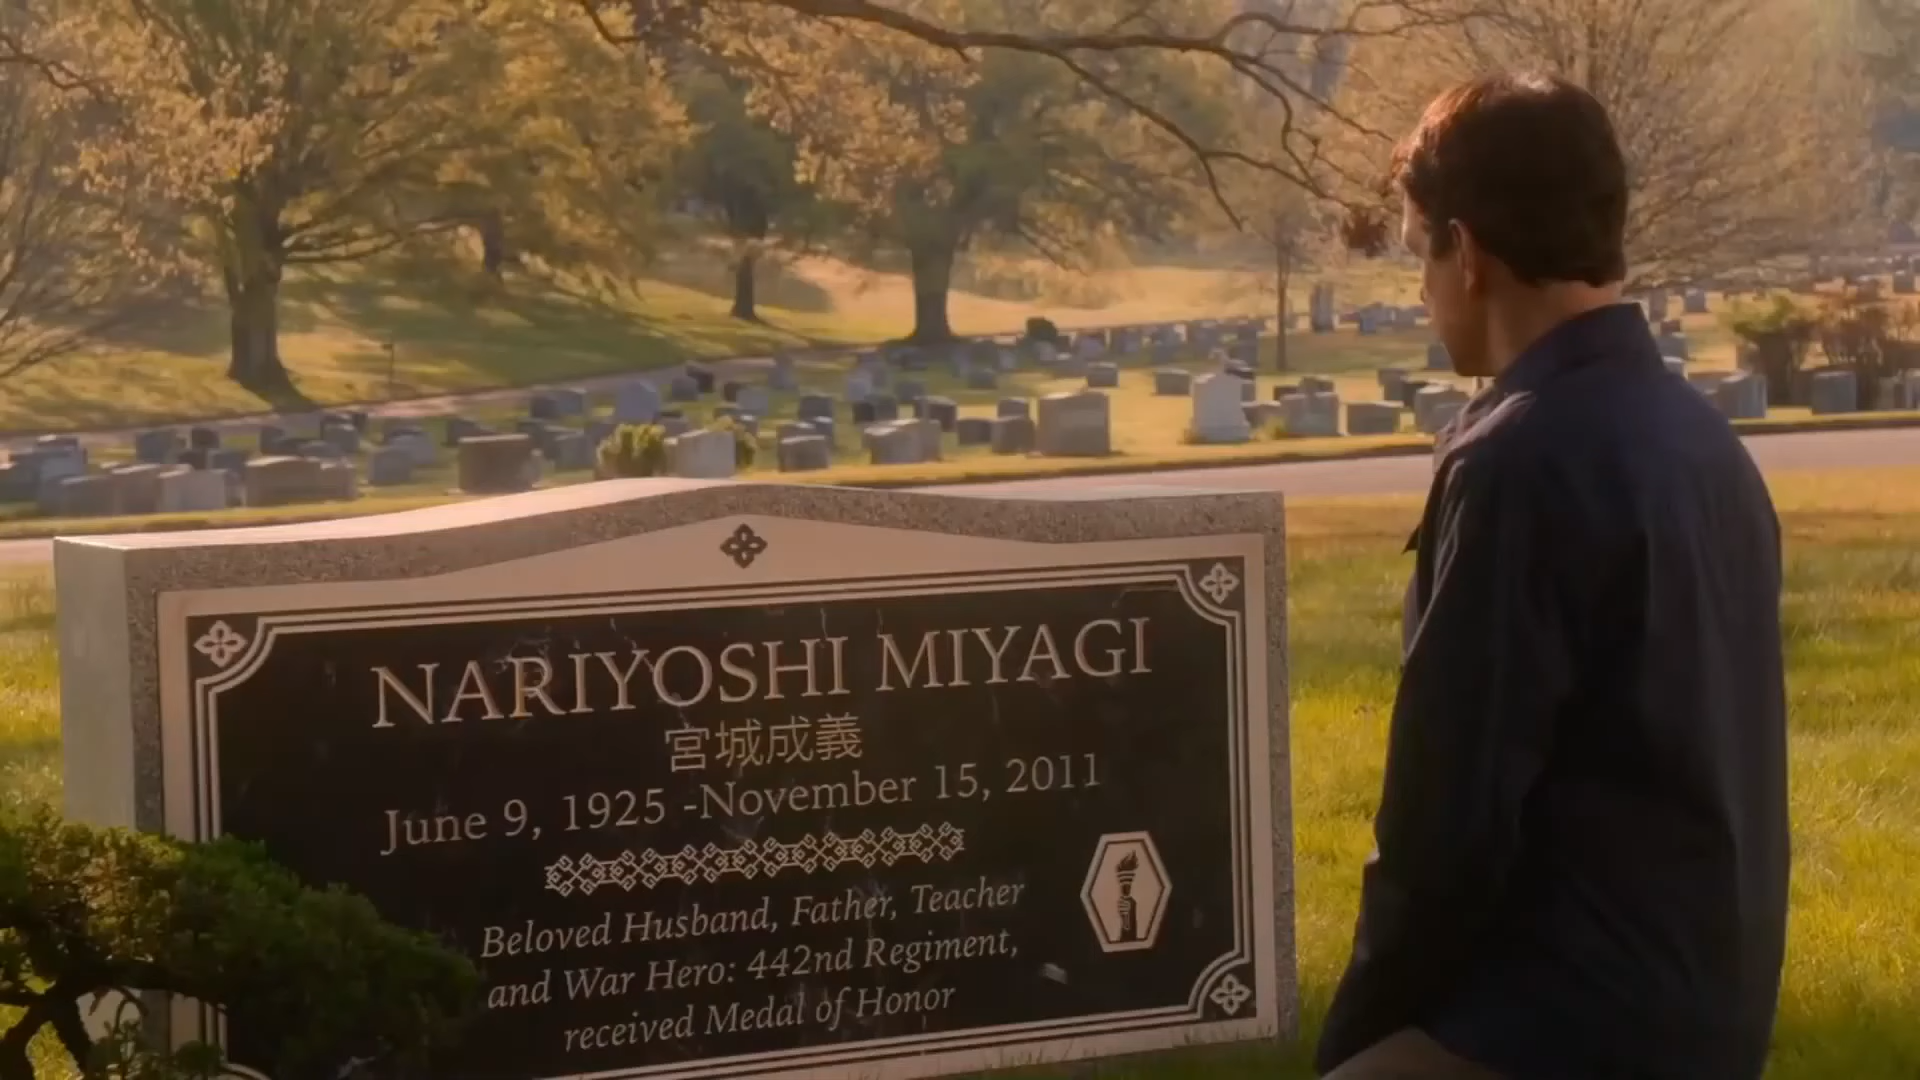 NARIYOSHI MIYAGI
宮城成義
June 9, 1925 -November 15, 2011
Beloved Husband, Father, Teacher
and War Hero: 442nd Regiment,
received Medal of Honor